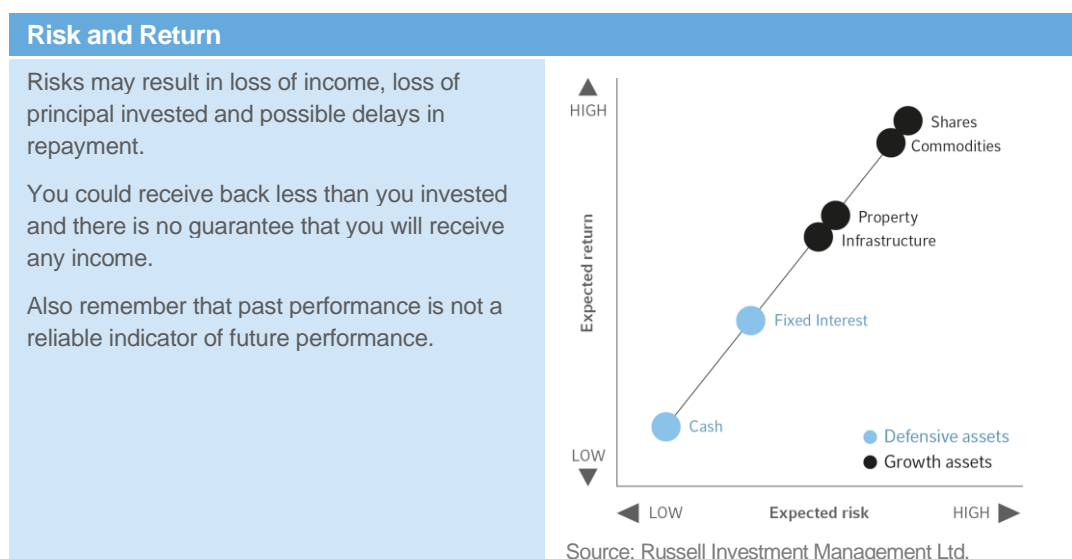 Risk and Return
Risks may result in loss of income, loss of
principal invested and possible delays in
repayment.
You could receive back less than you invested
and there is no guarantee that you will receive
any income.
Also remember that past performance is not a
reliable indicator of future performance.
HIGH
Expected return
LOW
Shares
Commodities
Property
Infrastructure
Fixed Interest
Cash
Defensive assets
Growth assets
LOW
Expected risk
HIGH
Source: Russell Investment Management Ltd.